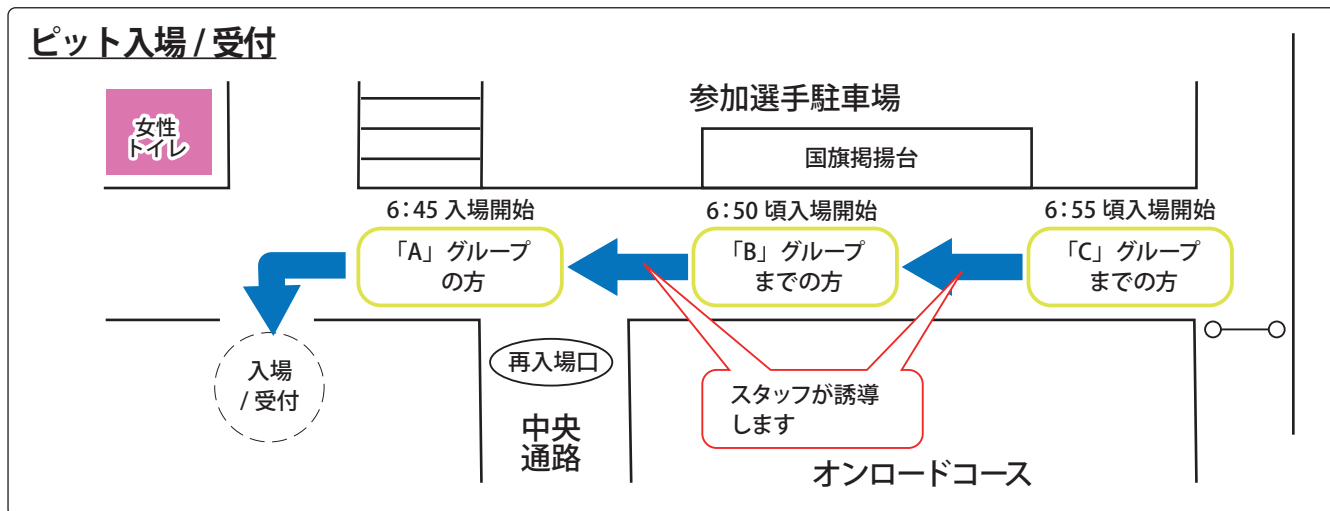 ピット入場 / 受付
女性
トイレ
参加選手駐車場
国旗掲揚台
6：45 入場開始
6：50 頃入場開始
6：55 頃入場開始
「A」グループ
の方
「B」グループ
までの方
「C」グループ
までの方
入場
/ 受付
再入場口
中央
通路
スタッフが誘導
します
オンロードコース